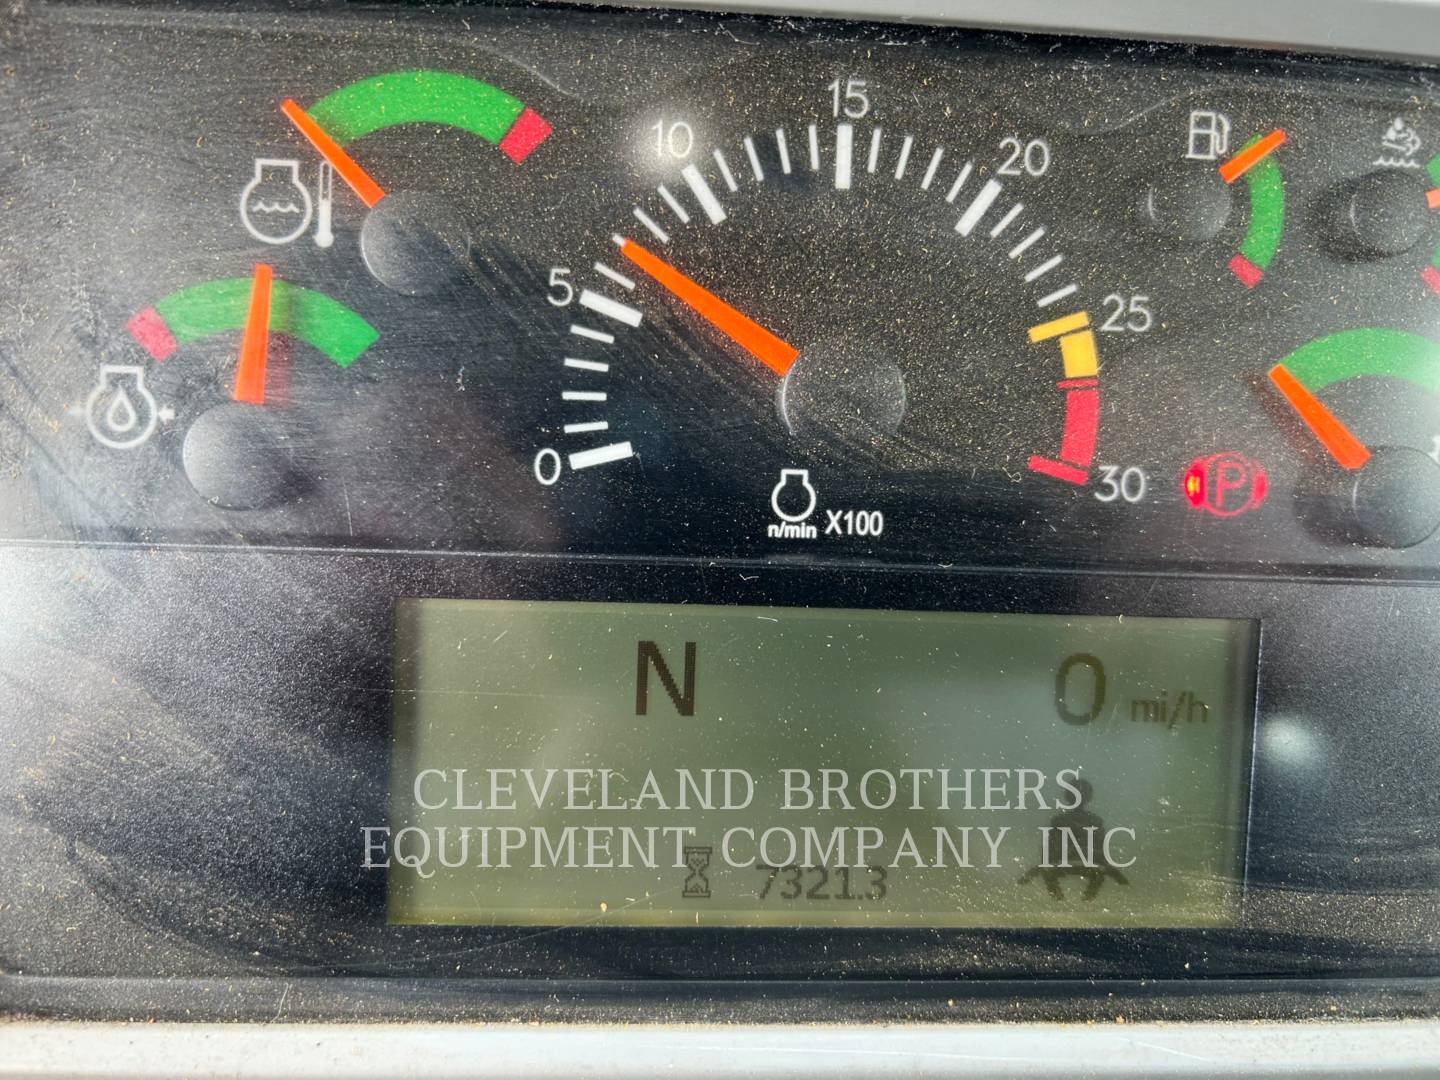 15
10
20
5
25
0
30
P
n/min X100
N
0 mi/h
CLEVELAND BROTHERS
EQUIPMENT COMPANY INC
7321.3